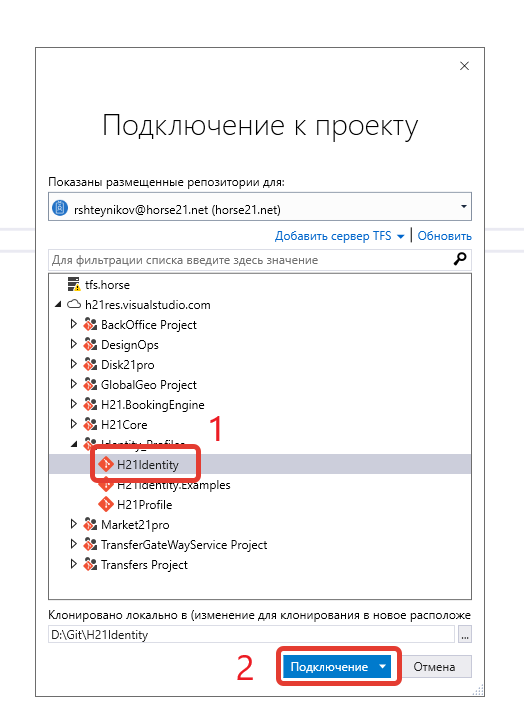 Подключение к проекту
Показаны размещенные репозитории для:
rshteynikov@horse21.net (horse21.net)
Добавить сервер TFS | Обновить
Для фильтрации списка введите здесь значение
tfs.horse
h21res.visualstudio.com
BackOffice Project
DesignOps
Disk21pro
GlobalGeo Project
H21.BookingEngine
H21Core
1
Identity_Profiles
H21Identity
H21Identity.Examples
H21Profile
Market21pro
TransferGateWayService Project
Transfers Project
Клонировано локально в (изменение для клонирования в новое расположе
D:\Git\H21Identity ...
2 Подключение Отмена